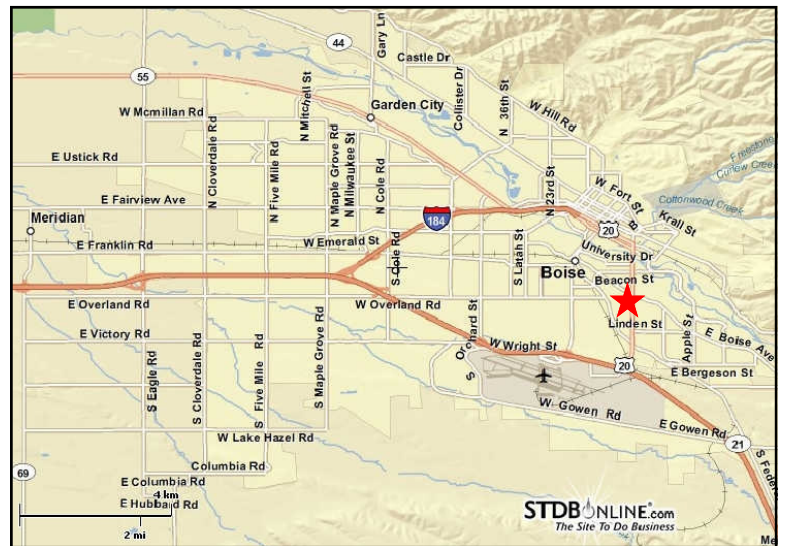 44
Gary Ln
Castle Dr
55
N Mitchell St
Collister Dr
N 36th St
W Hill Rd
Garden City
W Mcmillan Rd
N Cloverdale Rd
N Five Mile Rd
N Maple Grove Rd
N Milwaukee St
N Cole Rd
E Ustick Rd
Freestone
Curlew Creek
N 23rd St
W Fort St
Cottonwood Creek
E Fairview Ave
Meridian
184
20
B
Krall St
E Franklin Rd
W Emerald St
S Cole Rd
S Latah St
University Dr
Boise
Beacon St
E Overland Rd
W Overland Rd
Linden St
E Victory Rd
S Orchard St
W Wright St
Apple St
E Boise Ave
20
E Bergeson St
S Eagle Rd
S Cloverdale Rd
S Five Mile Rd
S Maple Grove Rd
W Gowen Rd
E Gowen Rd
21
S Federal
W Lake Hazel Rd
Columbia Rd
69
E Columbia Rd
4 km
E Hubbard Rd
2 mi
STDBONLINE.com
The Site To Do Business
Me